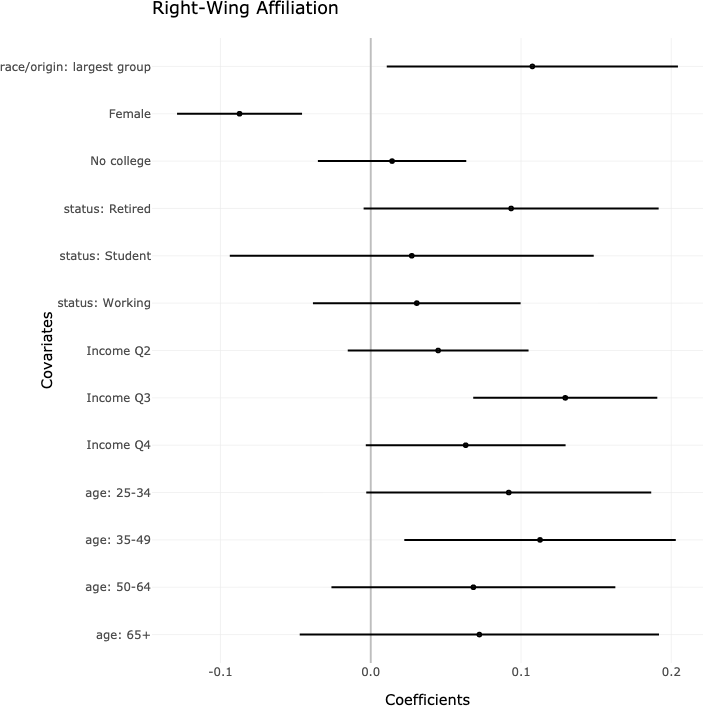 Right-Wing Affiliation
race/origin: largest group
Female
No college
status: Retired
status: Student
status: Working
Income Q2
Income Q3
Income Q4
age: 25-34
age: 35-49
age: 50-64
age: 65+
Covariates
-0.1 0.0 0.1 0.2
Coefficients